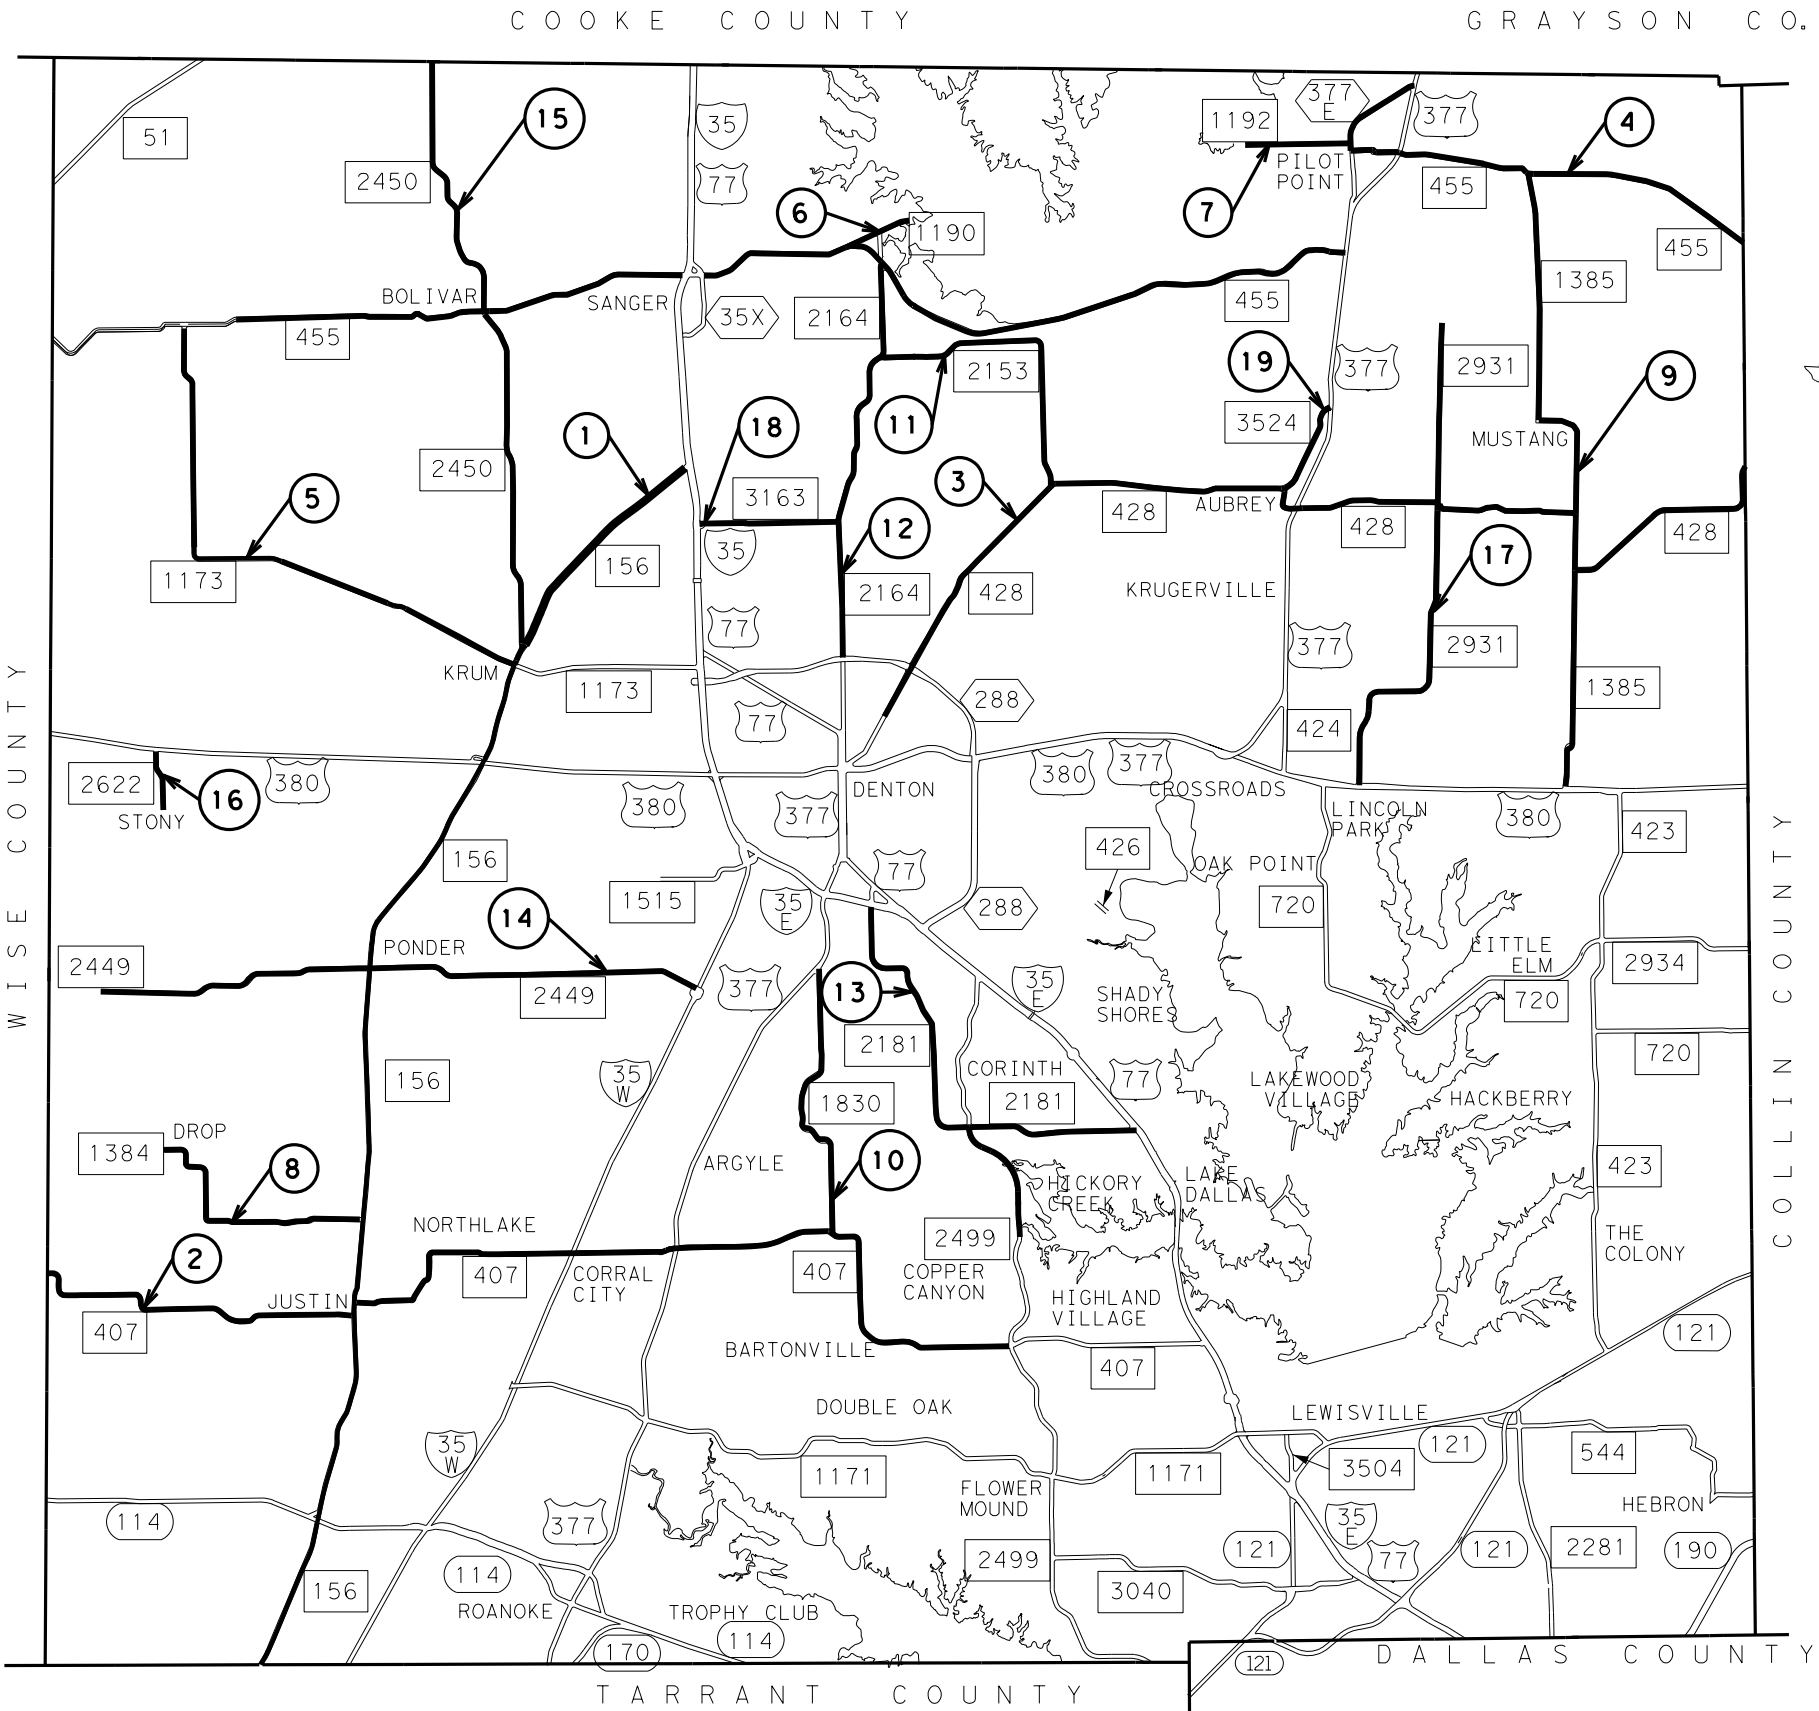 COOKE COUNTY
GRAYSON CO.
377
E
35
377
1192
15
4
51
PILOT
POINT
2450
77
455
6
7
1190
455
1385
BOLIVAR
SANGER
35X
2164
455
455
19
377
2931
9
2153
11
3524
1
18
MUSTANG
2450
3
5
3163
AUBREY
428
428
428
12
35
17
156
1173
2164
428
KRUGERVILLE
77
377
2931
KRUM
1173
288
1385
77
424
WISE COUNTY
380
2622
16
STONY
380
377
DENTON
380
377
CROSSROADS
LINCOLN
PARK
380
423
COLLIN COUNTY
426
156
77
OAK POINT
1515
35
E
14
288
720
PONDER
2449
2449
377
13
35
E
LITTLE
ELM
2934
SHADY
SHORES
720
2181
720
156
35
W
CORINTH
77
1830
2181
LAKEWOOD
VILLAGE
HACKBERRY
DROP
1384
8
ARGYLE
10
HICKORY
CREEK
LAKE
DALLAS
423
NORTHLAKE
2499
THE
COLONY
2
407
CORRAL
CITY
407
COPPER
CANYON
JUSTIN
407
HIGHLAND
VILLAGE
121
BARTONVILLE
407
DOUBLE OAK
LEWISVILLE
35
W
121
544
1171
1171
3504
FLOWER
MOUND
HEBRON
114
377
35
E
121
2499
77
121
2281
190
114
156
3040
ROANOKE
TROPHY CLUB
114
170
121
DALLAS COUNTY
TARRANT COUNTY